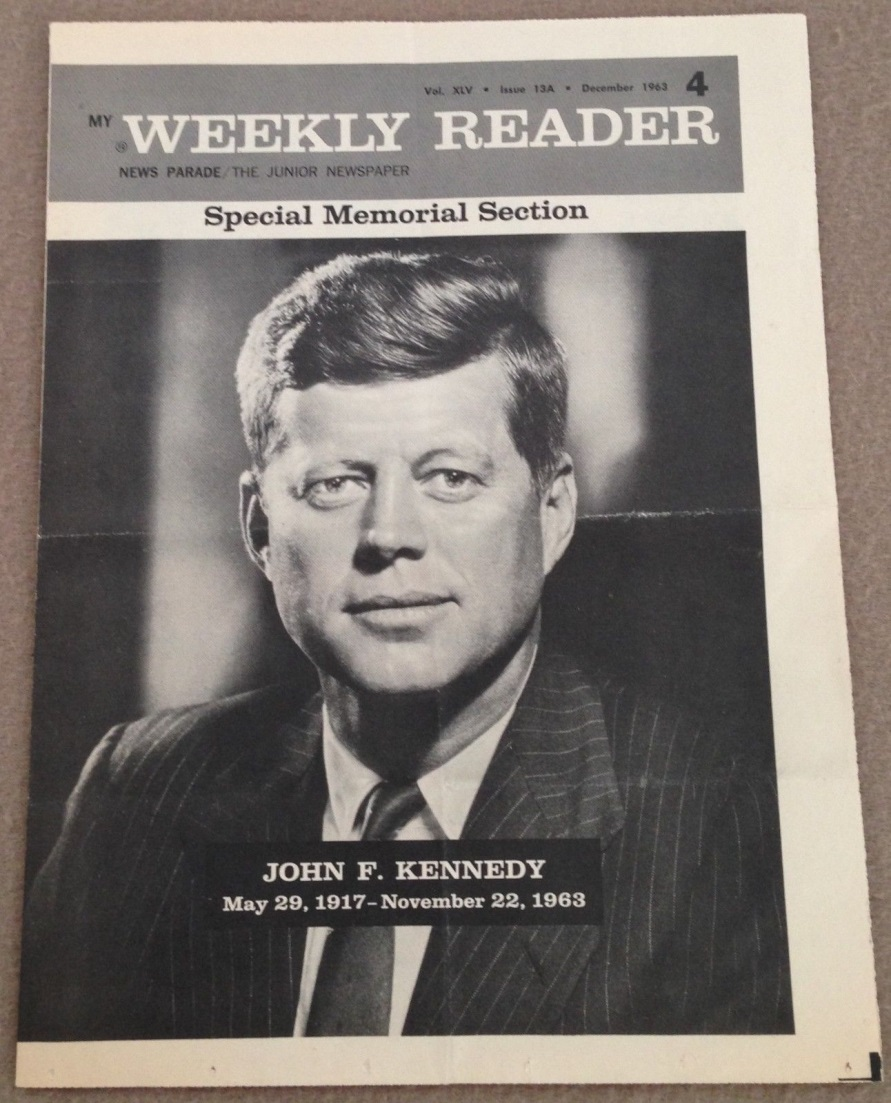 Vol. XLV • Issue 13A • December 1963 4
MY WEEKLY READER
®
NEWS PARADE/THE JUNIOR NEWSPAPER
Special Memorial Section
JOHN F. KENNEDY
May 29, 1917–November 22, 1963